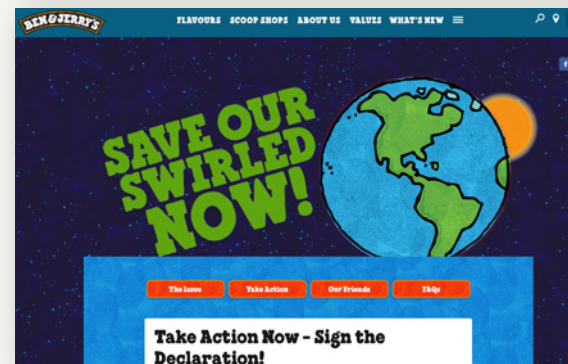 BEN & JERRY'S
FLAVOURS SCOOP SHOPS ABOUT US VALUES WHAT'S NEW
f
SAVE OUR
SWIRLED
NOW!
The Issue Take Action Our Friends FAQs
Take Action Now - Sign the
Declaration!